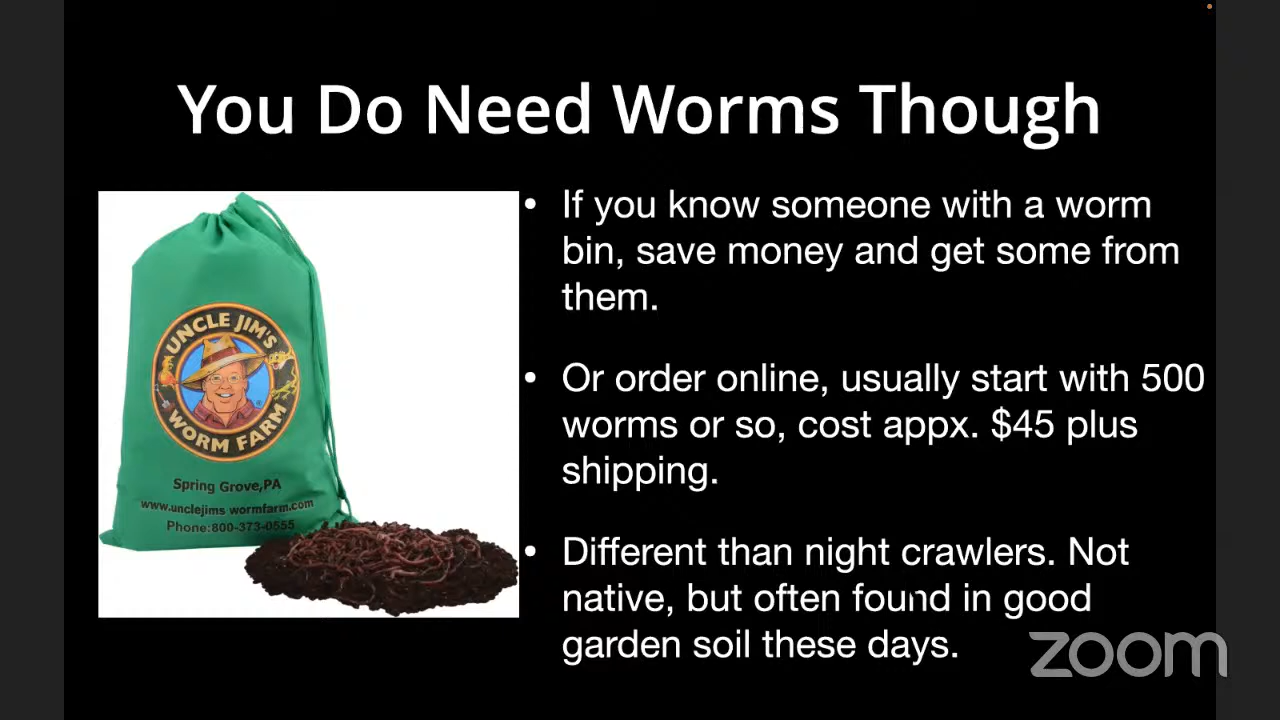 You Do Need Worms Though
• If you know someone with a worm
bin, save money and get some from
them.
• Or order online, usually start with 500
worms or so, cost appx. $45 plus
shipping.
• Different than night crawlers. Not
native, but often found in good
garden soil these days.
UNCLE JIM'S
WORM FARM
Spring Grove,PA
www.unclejims wormfarm.com
Phone:800-373-0555
zoom